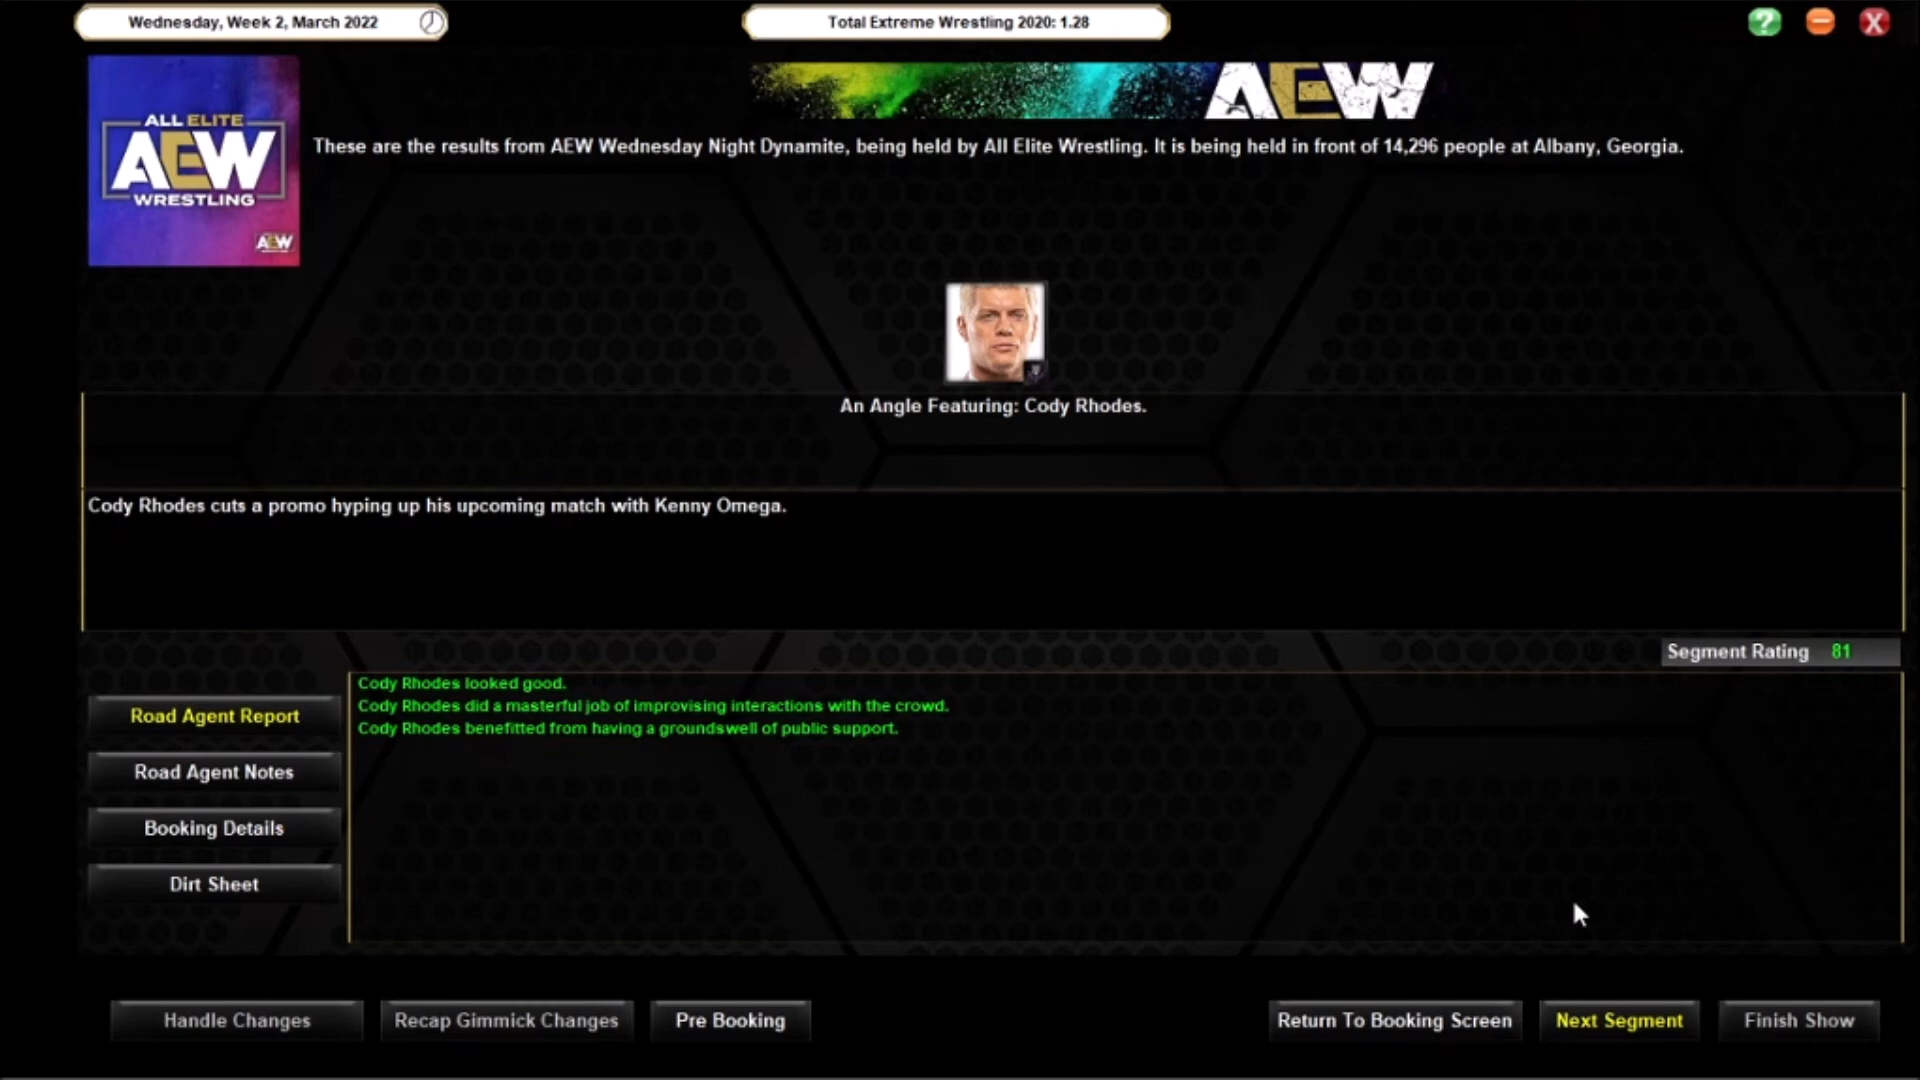 Wednesday, Week 2, March 2022
Total Extreme Wrestling 2020: 1.28
?
X
AEW
ALL ELITE
AEW
WRESTLING
AEW
These are the results from AEW Wednesday Night Dynamite, being held by All Elite Wrestling. It is being held in front of 14,296 people at Albany, Georgia.
An Angle Featuring: Cody Rhodes.
Cody Rhodes cuts a promo hyping up his upcoming match with Kenny Omega.
Segment Rating 81
Road Agent Report
Road Agent Notes
Booking Details
Dirt Sheet
Cody Rhodes looked good.
Cody Rhodes did a masterful job of improvising interactions with the crowd.
Cody Rhodes benefitted from having a groundswell of public support.
Handle Changes
Recap Gimmick Changes
Pre Booking
Return To Booking Screen
Next Segment
Finish Show